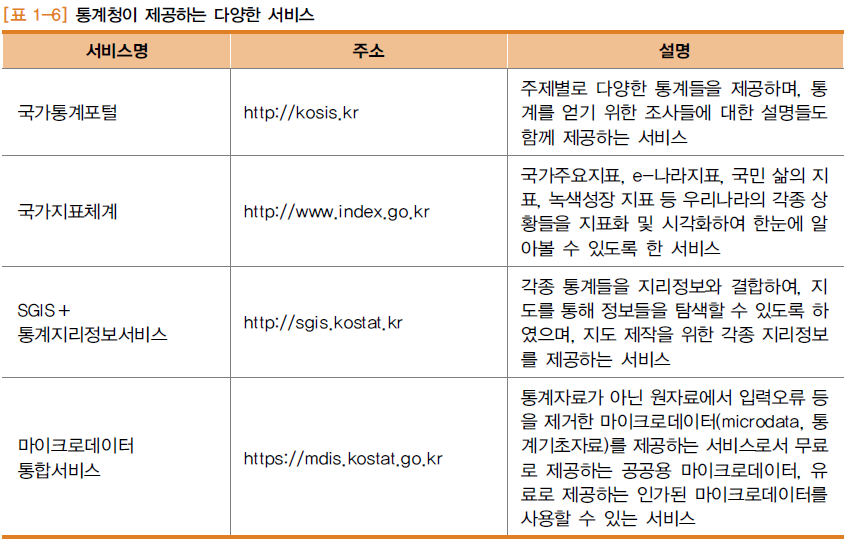 [표 1-6] 통계청이 제공하는 다양한 서비스
서비스명 주소 설명
국가통계포털 http://kosis.kr
주제별로 다양한 통계들을 제공하며, 통
계를 얻기 위한 조사들에 대한 설명들도
함께 제공하는 서비스
국가지표체계 http://www.index.go.kr
국가주요지표, e-나라지표, 국민 삶의 지
표, 녹색성장 지표 등 우리나라의 각종 상
황들을 지표화 및 시각화하여 한눈에 알
아볼 수 있도록 한 서비스
SGIS+
통계지리정보서비스
http://sgis.kostat.kr
각종 통계들을 지리정보와 결합하여, 지
도를 통해 정보들을 탐색할 수 있도록 하
였으며, 지도 제작을 위한 각종 지리정보
를 제공하는 서비스
마이크로데이터
통합서비스
https://mdis.kostat.go.kr
통계자료가 아닌 원자료에서 입력오류 등
을 제거한 마이크로데이터(microdata, 통
계기초자료)를 제공하는 서비스로서 무료
로 제공하는 공공용 마이크로데이터, 유
료로 제공하는 인가된 마이크로데이터를
사용할 수 있는 서비스